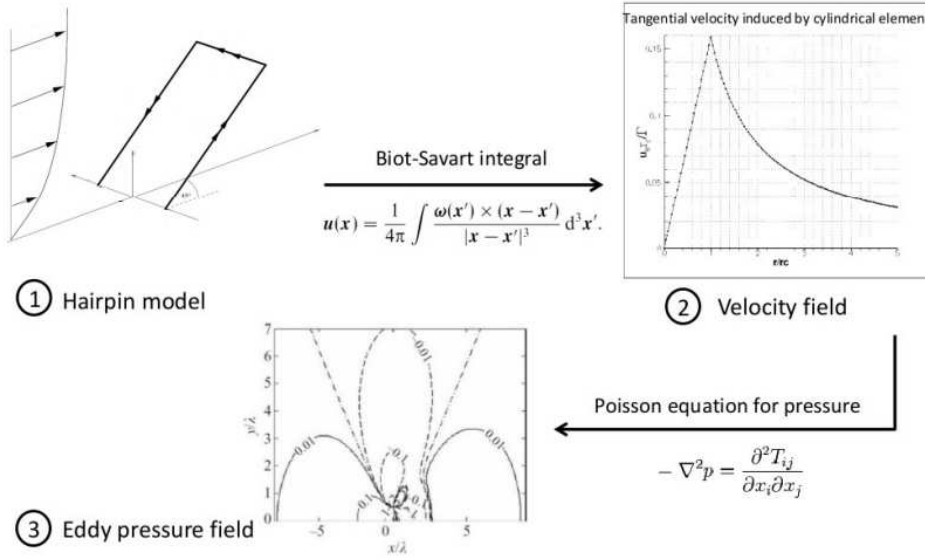 Tangential velocity induced by cylindrical elemen
0.15
0.1
0.05
0
0 1 2 3 4 5
r/rc
Biot-Savart integral
u(x) = 1/4π ∫ ω(x′) × (x − x′) / |x − x′|³ d³x′.
1 Hairpin model
2 Velocity field
7
6
5
4
3
2
1
0
y/λ
0.01
0.01
0.01
0.1
0.1
−5 0 5
x/λ
Poisson equation for pressure
− ∇²p = ∂²Tᵢⱼ / ∂xᵢ∂xⱼ
3 Eddy pressure field